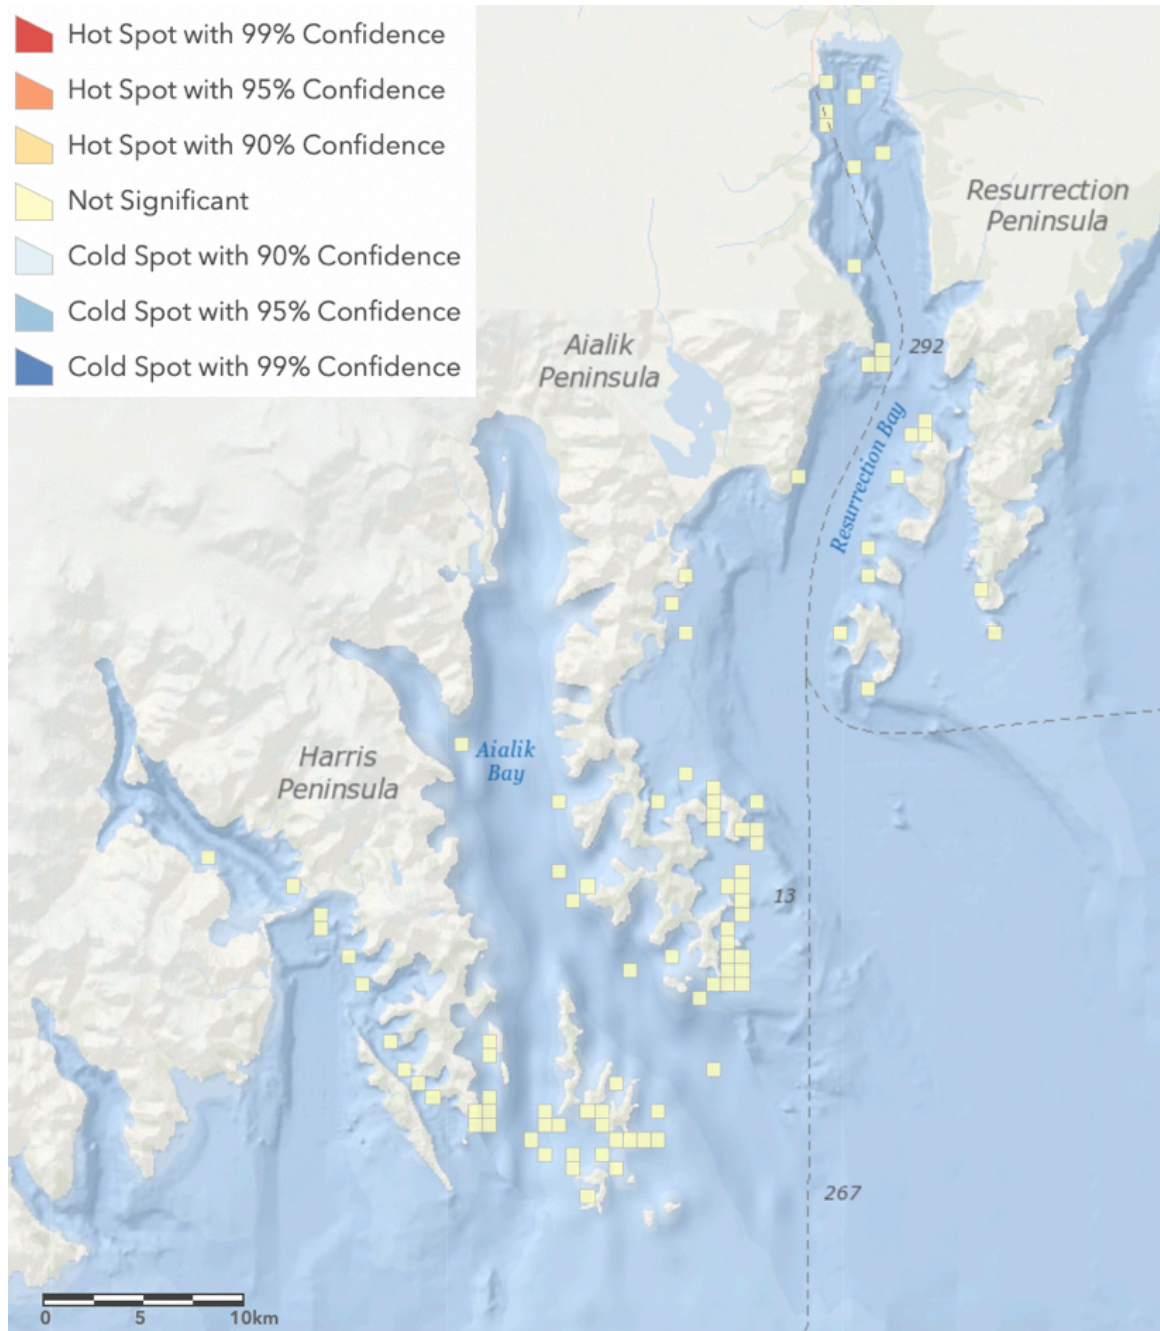 Hot Spot with 99% Confidence
Hot Spot with 95% Confidence
Hot Spot with 90% Confidence
Not Significant
Cold Spot with 90% Confidence
Cold Spot with 95% Confidence
Cold Spot with 99% Confidence
Resurrection
Peninsula
Aialik
Peninsula
292
Resurrection Bay
Harris
Peninsula
Aialik
Bay
13
267
0 5 10km